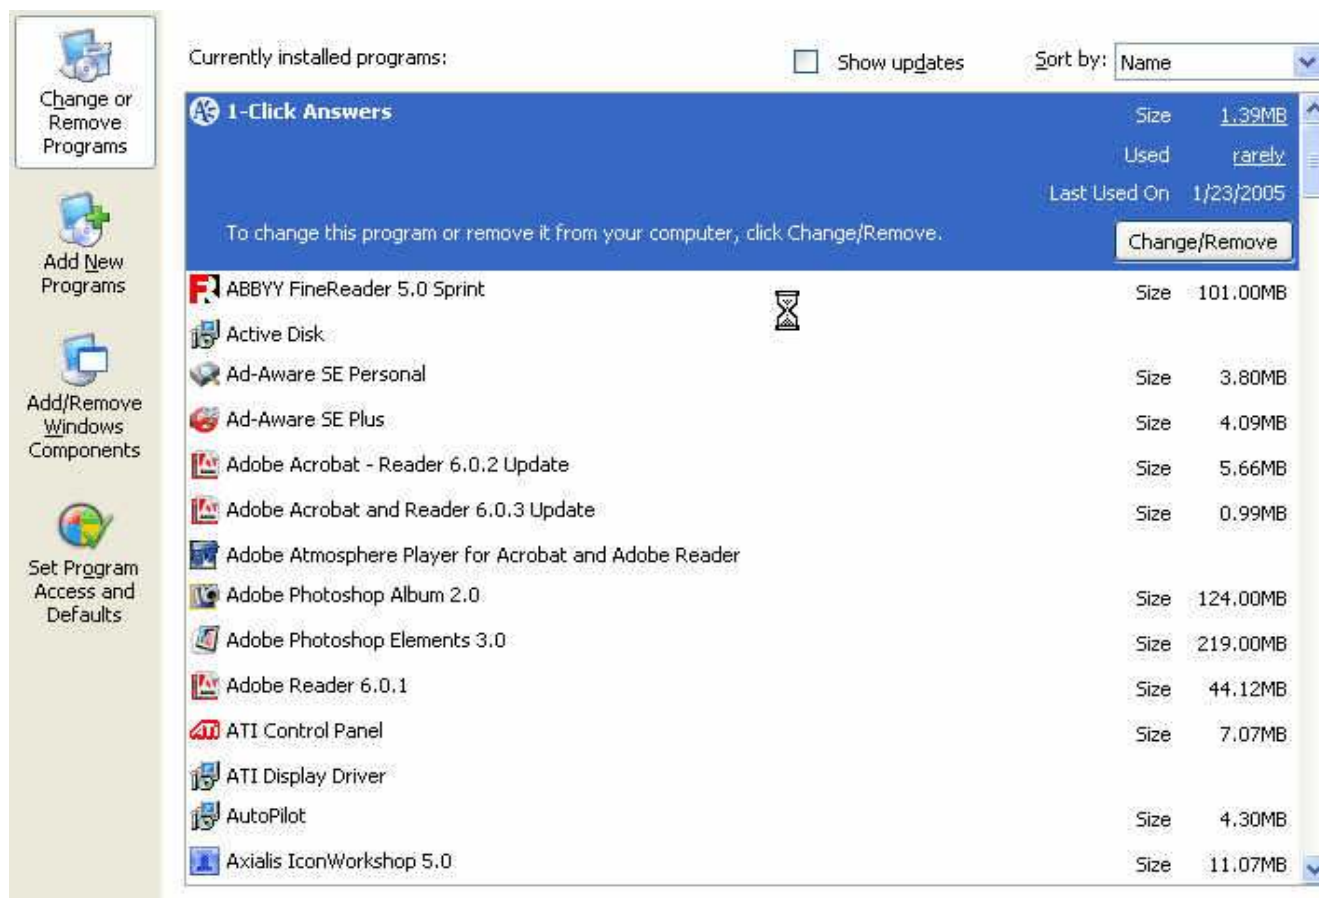 Change or
Remove
Programs
Add New
Programs
Add/Remove
Windows
Components
Set Program
Access and
Defaults
Currently installed programs: Show updates Sort by: Name
1-Click Answers Size 1.39MB
Used rarely
Last Used On 1/23/2005
To change this program or remove it from your computer, click Change/Remove. Change/Remove
ABBYY FineReader 5.0 Sprint Size 101.00MB
Active Disk
Ad-Aware SE Personal Size 3.80MB
Ad-Aware SE Plus Size 4.09MB
Adobe Acrobat - Reader 6.0.2 Update Size 5.66MB
Adobe Acrobat and Reader 6.0.3 Update Size 0.99MB
Adobe Atmosphere Player for Acrobat and Adobe Reader
Adobe Photoshop Album 2.0 Size 124.00MB
Adobe Photoshop Elements 3.0 Size 219.00MB
Adobe Reader 6.0.1 Size 44.12MB
ATI Control Panel Size 7.07MB
ATI Display Driver
AutoPilot Size 4.30MB
Axialis IconWorkshop 5.0 Size 11.07MB